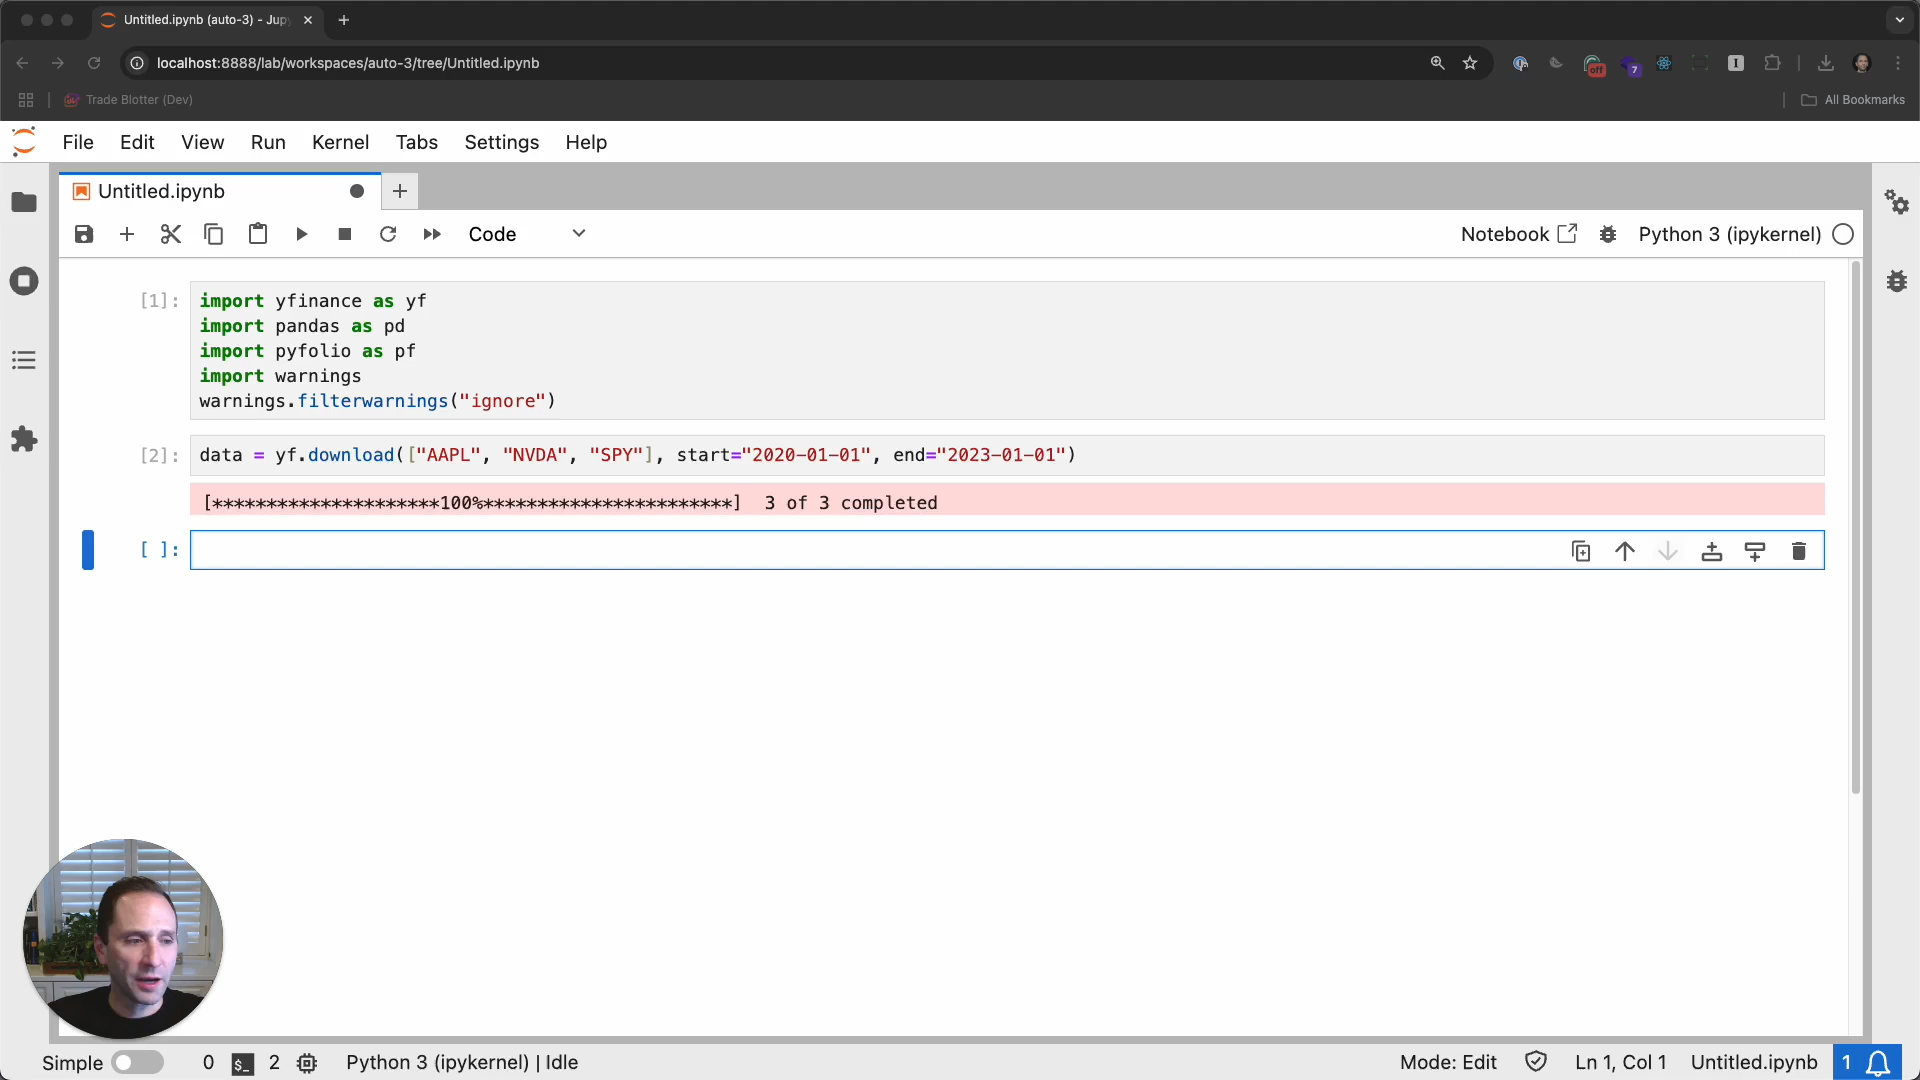 Untitled.ipynb (auto-3) - Jup
localhost:8888/lab/workspaces/auto-3/tree/Untitled.ipynb
off
7
Trade Blotter (Dev)
All Bookmarks
File Edit View Run Kernel Tabs Settings Help
Untitled.ipynb
Code
Notebook
Python 3 (ipykernel)
[1]: import yfinance as yf
import pandas as pd
import pyfolio as pf
import warnings
warnings.filterwarnings("ignore")
[2]: data = yf.download(["AAPL", "NVDA", "SPY"], start="2020-01-01", end="2023-01-01")
[*********************100%***********************]  3 of 3 completed
[ ]:
Simple 0 $_ 2 Python 3 (ipykernel) | Idle Mode: Edit Ln 1, Col 1 Untitled.ipynb 1